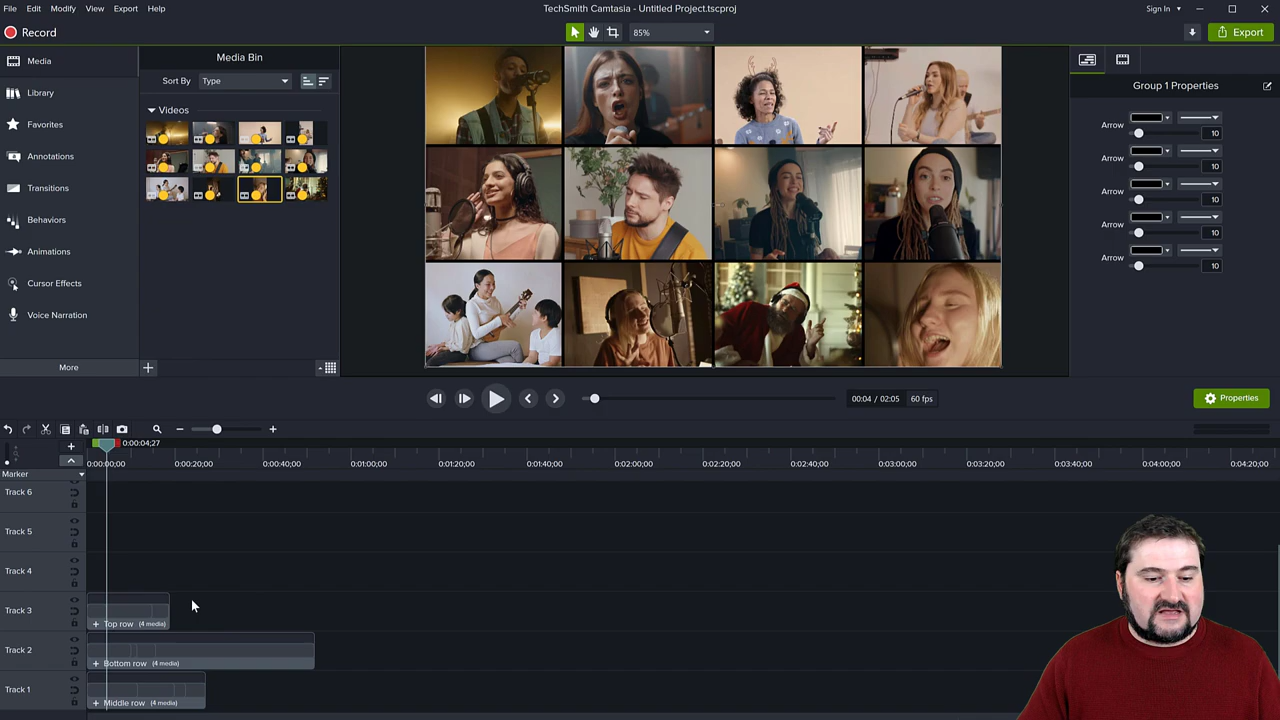 File Edit Modify View Export Help
TechSmith Camtasia - Untitled Project.tscproj
Sign In
Record
85%
Export
Media
Library
Favorites
Annotations
Transitions
Behaviors
Animations
Cursor Effects
Voice Narration
More
Media Bin
Sort By Type
Videos
Group 1 Properties
Arrow 10
Arrow 10
Arrow 10
Arrow 10
Arrow 10
00:04 / 02:05 60 fps
Properties
0:00:04;27
0:00:00;00 0:00:20;00 0:00:40;00 0:01:00;00 0:01:20;00 0:01:40;00 0:02:00;00 0:02:20;00 0:02:40;00 0:03:00;00 0:03:20;00 0:03:40;00 0:04:00;00 0:04:20;00
Marker
Track 6
Track 5
Track 4
Track 3
+ Top row (4 media)
Track 2
+ Bottom row (4 media)
Track 1
+ Middle row (4 media)